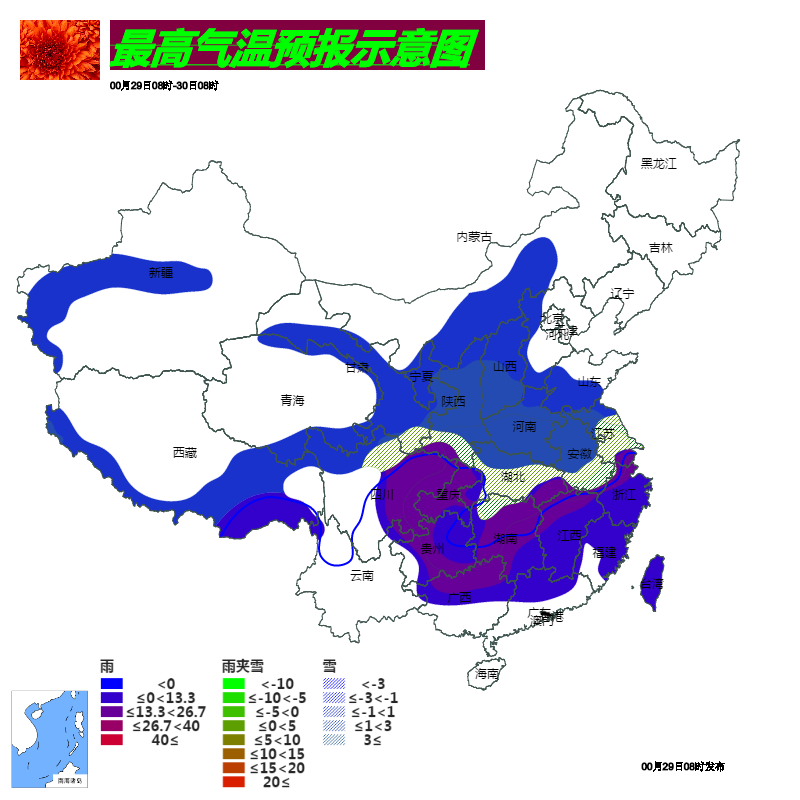 最高气温预报示意图
00月29日08时-30日08时
黑龙江
内蒙古
吉林
新疆
辽宁
北京
天津
河北
甘肃
宁夏
山西
山东
青海
陕西
河南
江苏
西藏
安徽
湖北
四川
重庆
浙江
湖南
江西
贵州
福建
云南
台湾
广西
广东
香港
澳门
海南
雨
<0
≤0<13.3
≤13.3<26.7
≤26.7<40
40≤
雨夹雪
<-10
≤-10<-5
≤-5<0
≤0<5
≤5<10
≤10<15
≤15<20
20≤
雪
<-3
≤-3<-1
≤-1<1
≤1<3
3≤
南海诸岛
00月29日08时发布